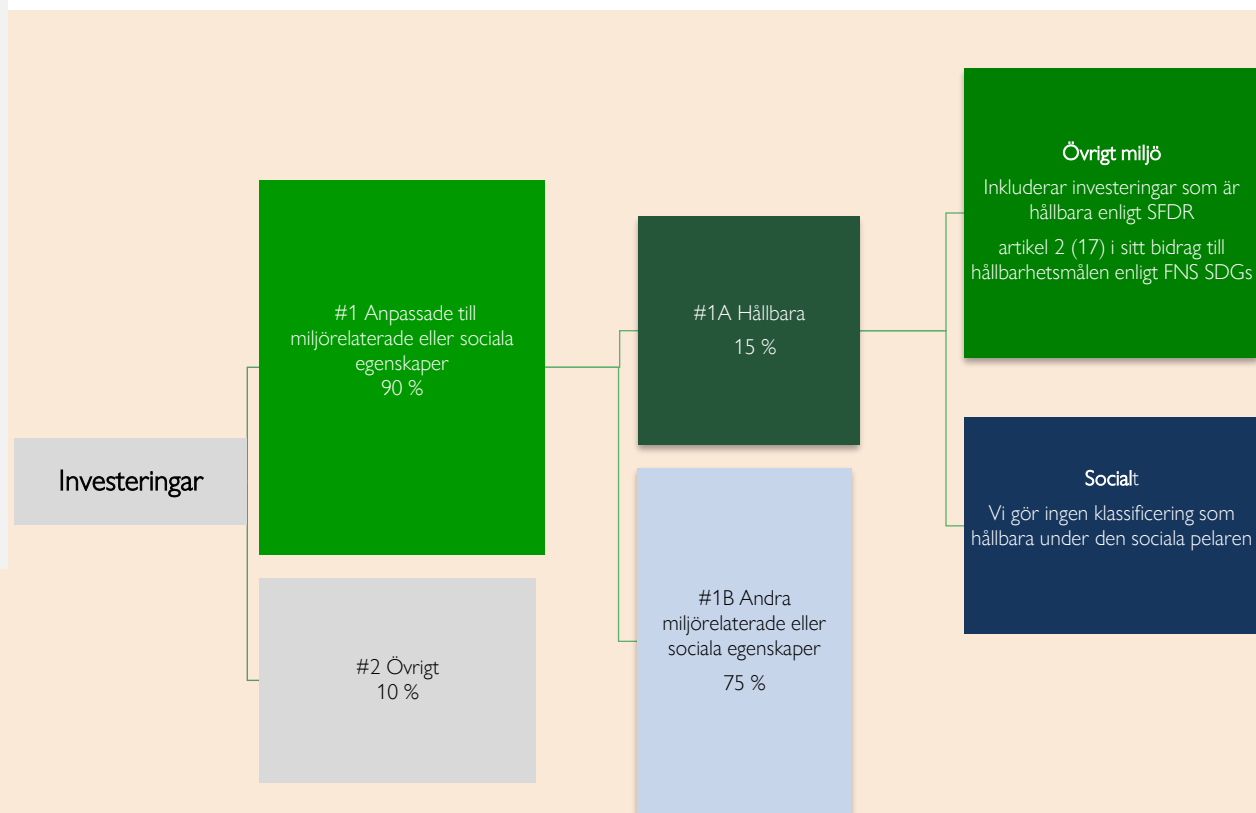 Investeringar
#1 Anpassade till
miljörelaterade eller sociala
egenskaper
90 %
#2 Övrigt
10 %
#1A Hållbara
15 %
#1B Andra
miljörelaterade eller
sociala egenskaper
75 %
Övrigt miljö
Inkluderar investeringar som är
hållbara enligt SFDR
artikel 2 (17) i sitt bidrag till
hållbarhetsmålen enligt FNS SDGs
Socialt
Vi gör ingen klassificering som
hållbara under den sociala pelaren